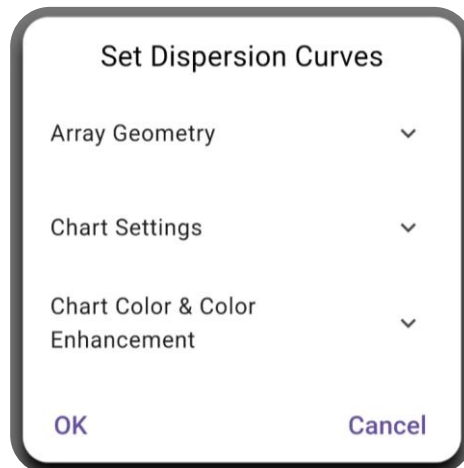 Set Dispersion Curves
Array Geometry
Chart Settings
Chart Color & Color
Enhancement
OK
Cancel